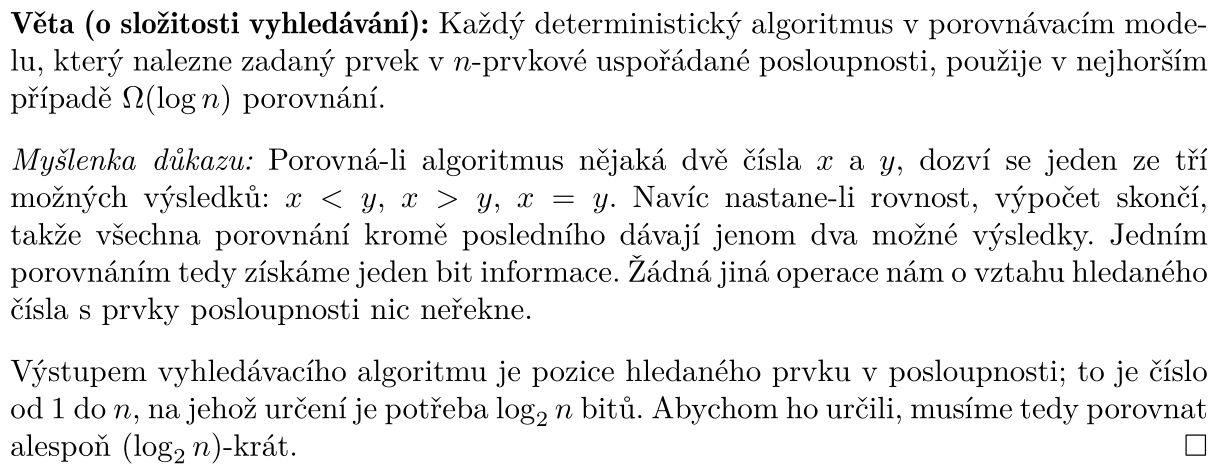 Věta (o složitosti vyhledávání): Každý deterministický algoritmus v porovnávacím mode-
lu, který nalezne zadaný prvek v n-prvkové uspořádané posloupnosti, použije v nejhorším
případě Ω(log n) porovnání.
Myšlenka důkazu: Porovná-li algoritmus nějaká dvě čísla x a y, dozví se jeden ze tří
možných výsledků: x < y, x > y, x = y. Navíc nastane-li rovnost, výpočet skončí,
takže všechna porovnání kromě posledního dávají jenom dva možné výsledky. Jedním
porovnáním tedy získáme jeden bit informace. Žádná jiná operace nám o vztahu hledaného
čísla s prvky posloupnosti nic neřekne.
Výstupem vyhledávacího algoritmu je pozice hledaného prvku v posloupnosti; to je číslo
od 1 do n, na jehož určení je potřeba log₂ n bitů. Abychom ho určili, musíme tedy porovnat
alespoň (log₂ n)-krát. □